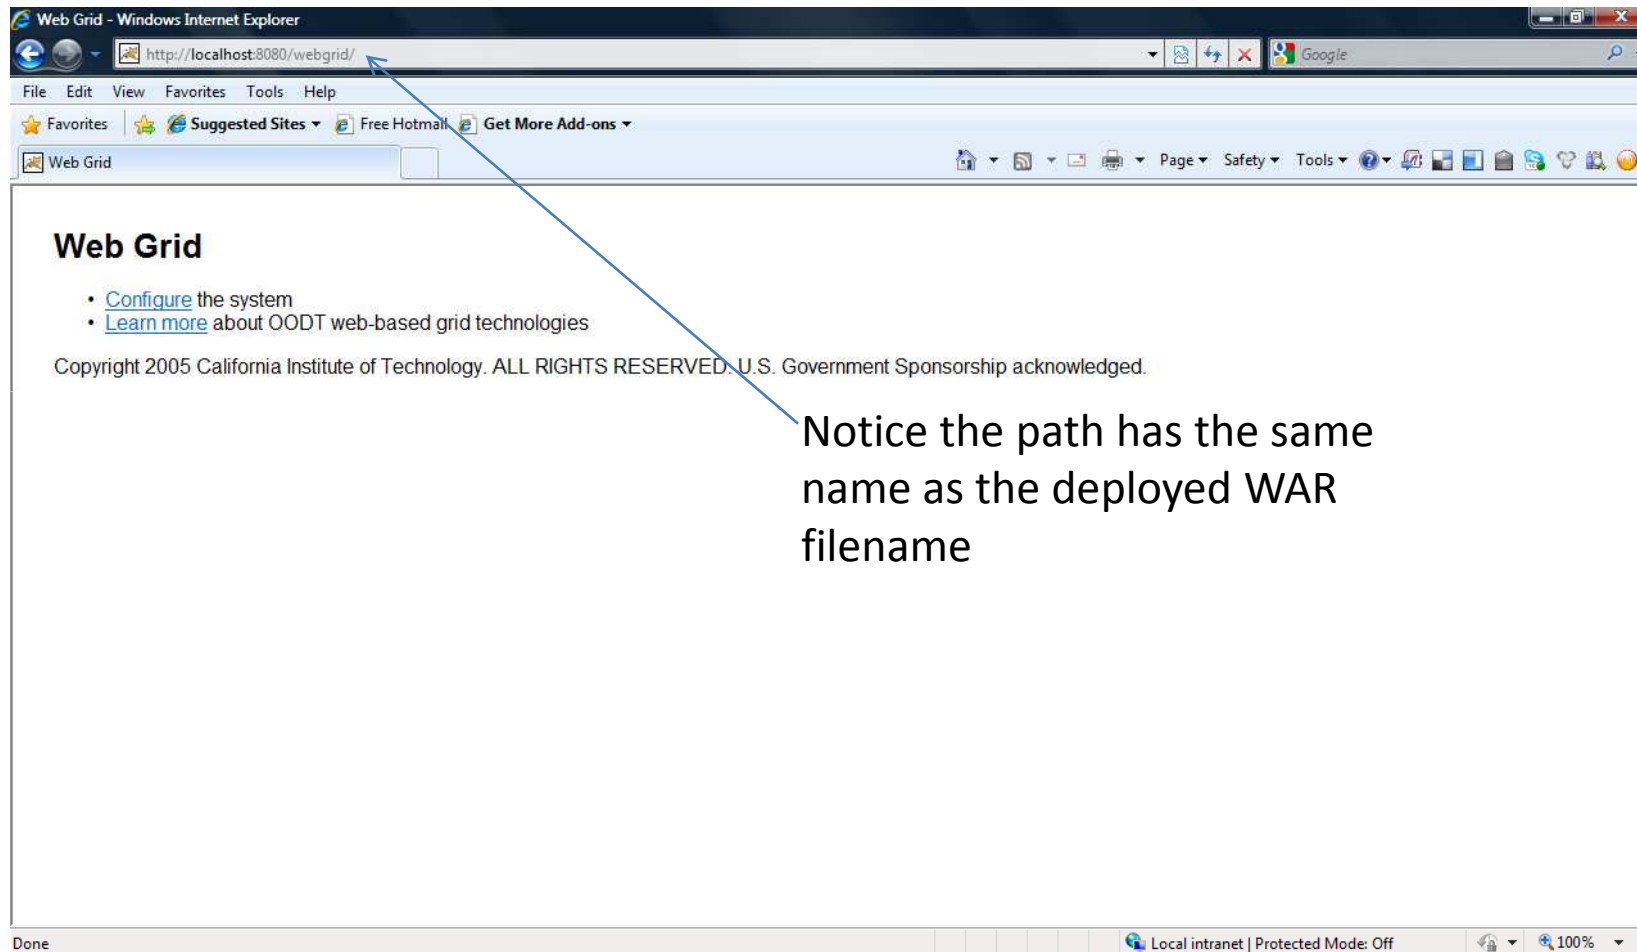 Web Grid - Windows Internet Explorer
http://localhost:8080/webgrid/
Google
File Edit View Favorites Tools Help
Favorites Suggested Sites Free Hotmail Get More Add-ons
Web Grid
Page Safety Tools
Web Grid
• Configure the system
• Learn more about OODT web-based grid technologies
Copyright 2005 California Institute of Technology. ALL RIGHTS RESERVED. U.S. Government Sponsorship acknowledged.
Notice the path has the same
name as the deployed WAR
filename
Done
Local intranet | Protected Mode: Off
100%